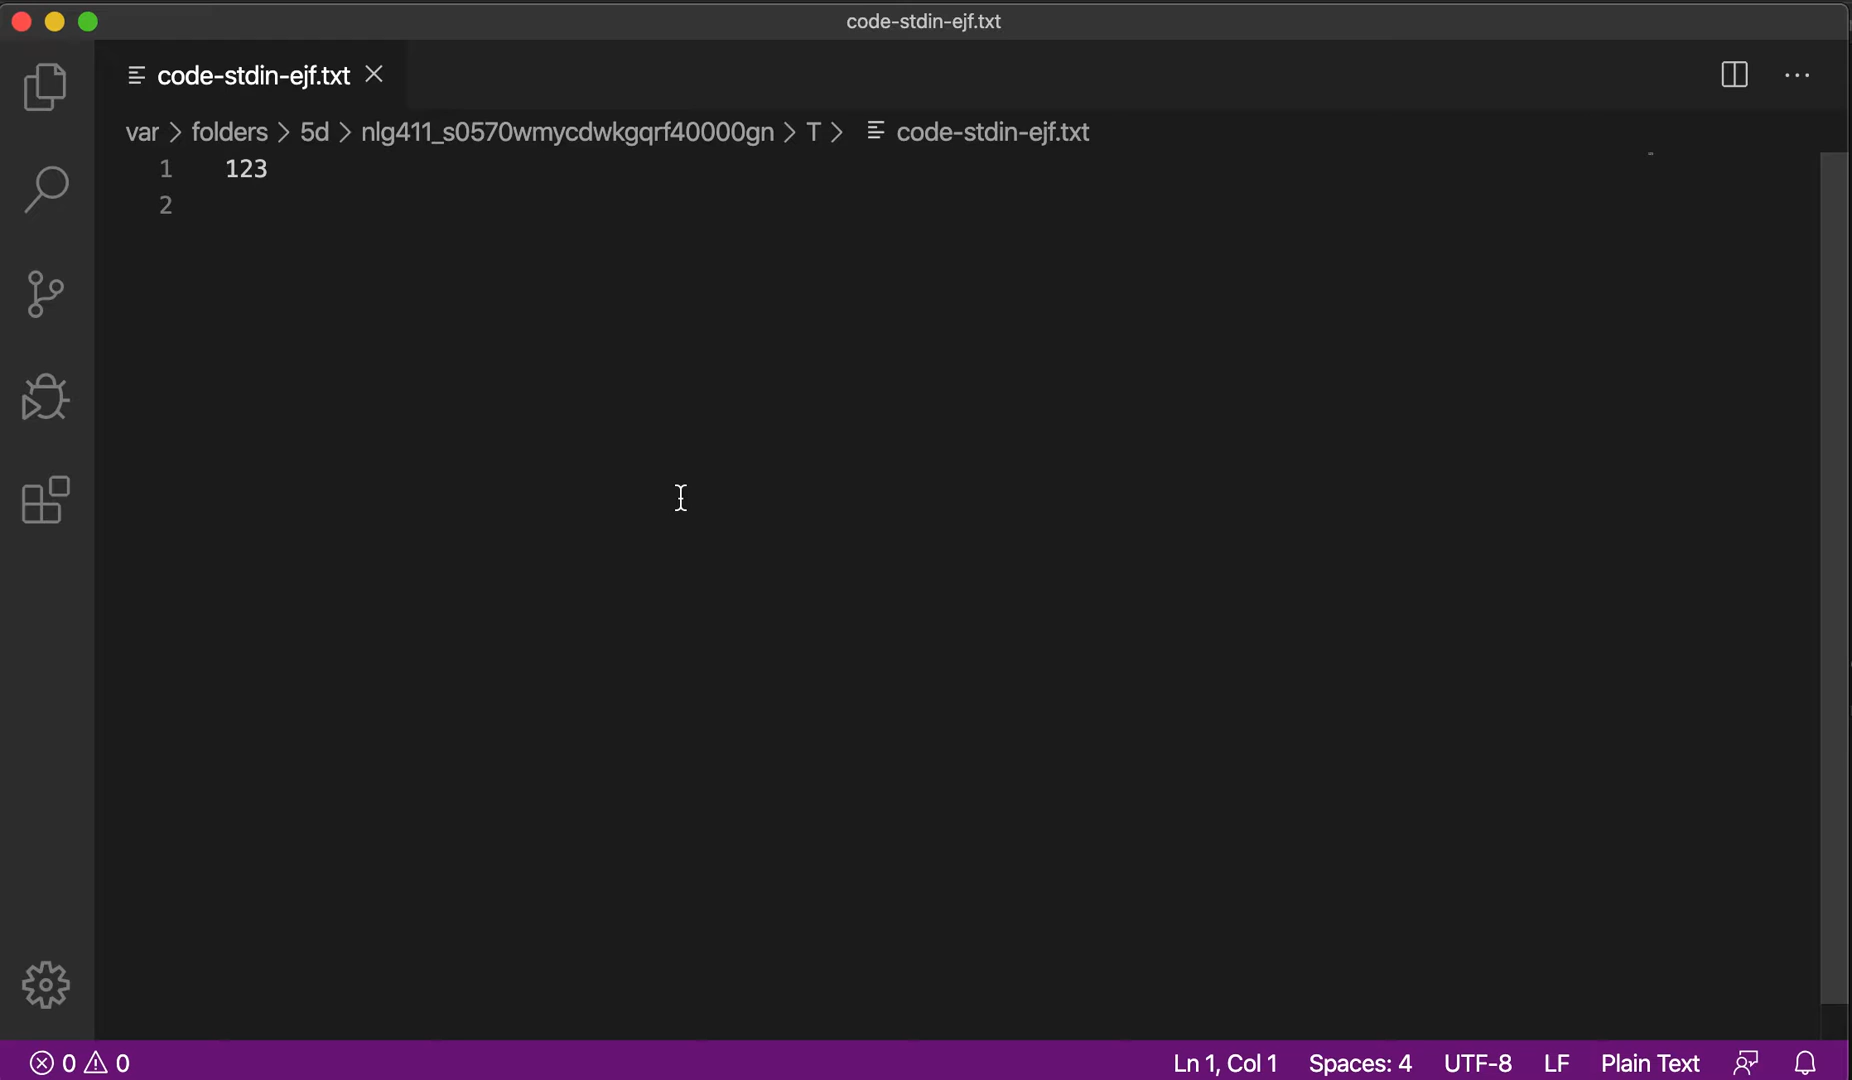 code-stdin-ejf.txt
code-stdin-ejf.txt
var > folders > 5d > nlg411_s0570wmycdwkgqrf40000gn > T > code-stdin-ejf.txt
1 123
2
0 0 Ln 1, Col 1 Spaces: 4 UTF-8 LF Plain Text